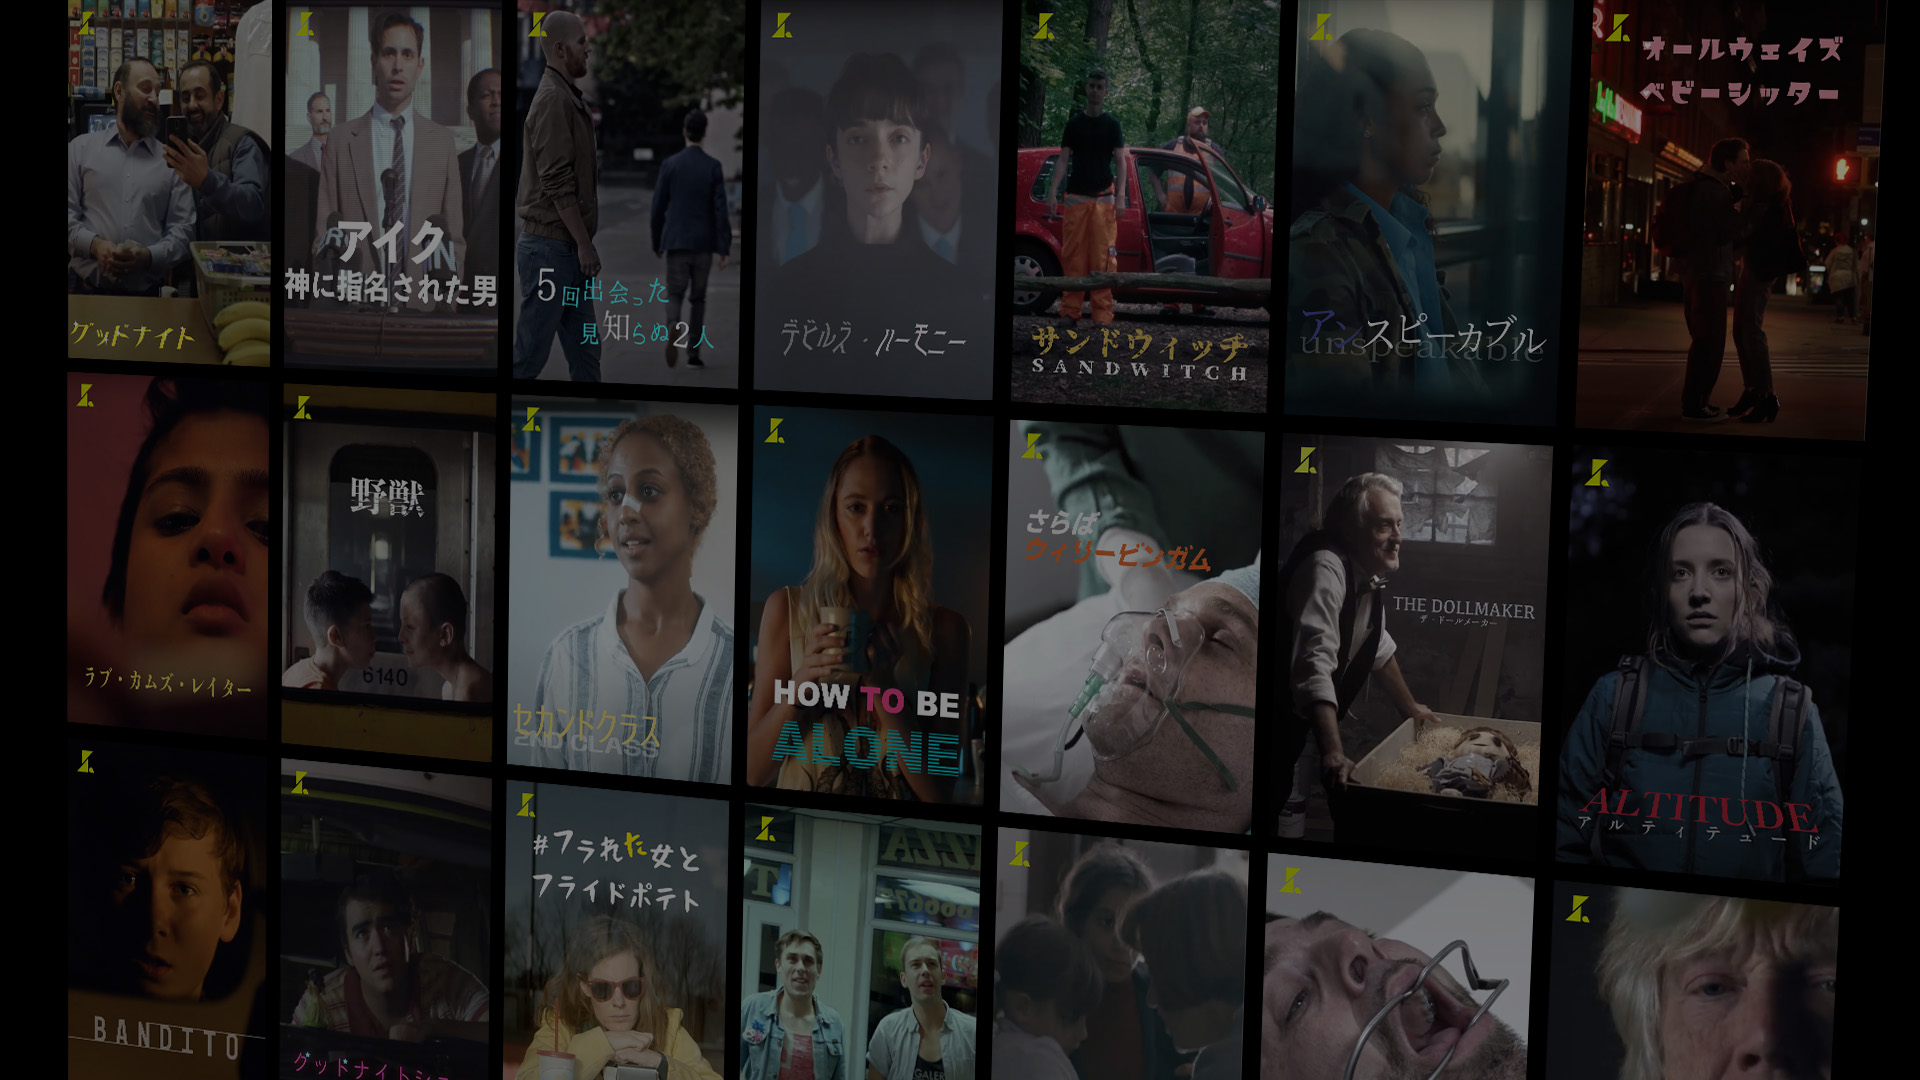 オールウェイズ
ベビーシッター
アイク
神に指名された男
5回出会った
見知らぬ2人
グッドナイト
デビルズ・ハーモニー
サンドウィッチ
SANDWITCH
アンスピーカブル
unspeakable
野獣
6140
ラブ・カムズ・レイター
セカンドクラス
2ND CLASS
HOW TO BE
ALONE
さらば
ウィリービンガム
THE DOLLMAKER
ザ・ドールメーカー
ALTITUDE
アルティテュード
#フラれた女と
フライドポテト
BANDITO
グッドナイトショ